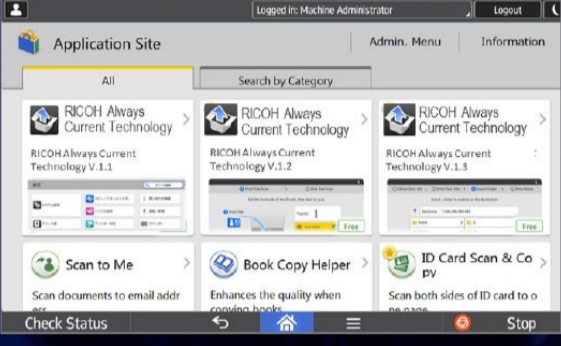 Logged in: Machine Administrator
Logout
Application Site
Admin. Menu
Information
All
Search by Category
RICOH Always
Current Technology
RICOH Always Current
Technology V.1.1
RICOH Always
Current Technology
RICOH Always Current
Technology V.1.2
Free
RICOH Always
Current Technology
RICOH Always Current
Technology V.1.3
Free
Scan to Me
Scan documents to email addr
ess
Book Copy Helper
Enhances the quality when
copying books
ID Card Scan & Co
py
Scan both sides of ID card to o
ne page
Check Status
Stop